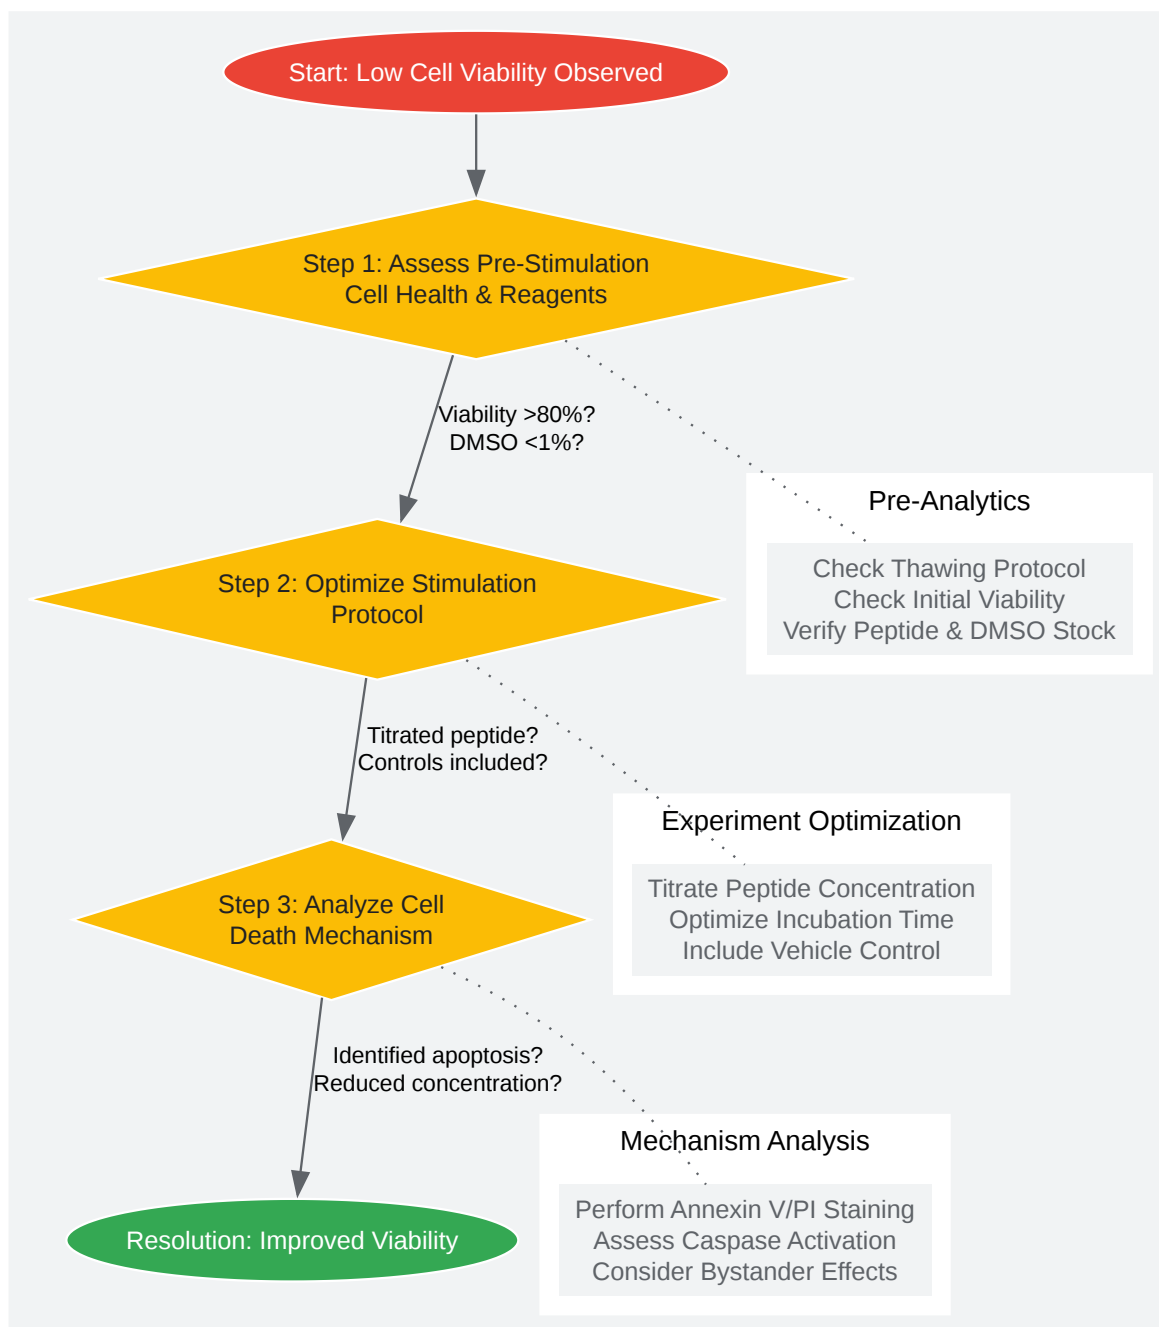 Start: Low Cell Viability Observed
Step 1: Assess Pre-Stimulation
Cell Health & Reagents
Viability >80%?
DMSO <1%?
Pre-Analytics
Check Thawing Protocol
Check Initial Viability
Verify Peptide & DMSO Stock
Step 2: Optimize Stimulation
Protocol
Titrated peptide?
Controls included?
Experiment Optimization
Titrate Peptide Concentration
Optimize Incubation Time
Include Vehicle Control
Step 3: Analyze Cell
Death Mechanism
Identified apoptosis?
Reduced concentration?
Mechanism Analysis
Perform Annexin V/PI Staining
Assess Caspase Activation
Consider Bystander Effects
Resolution: Improved Viability